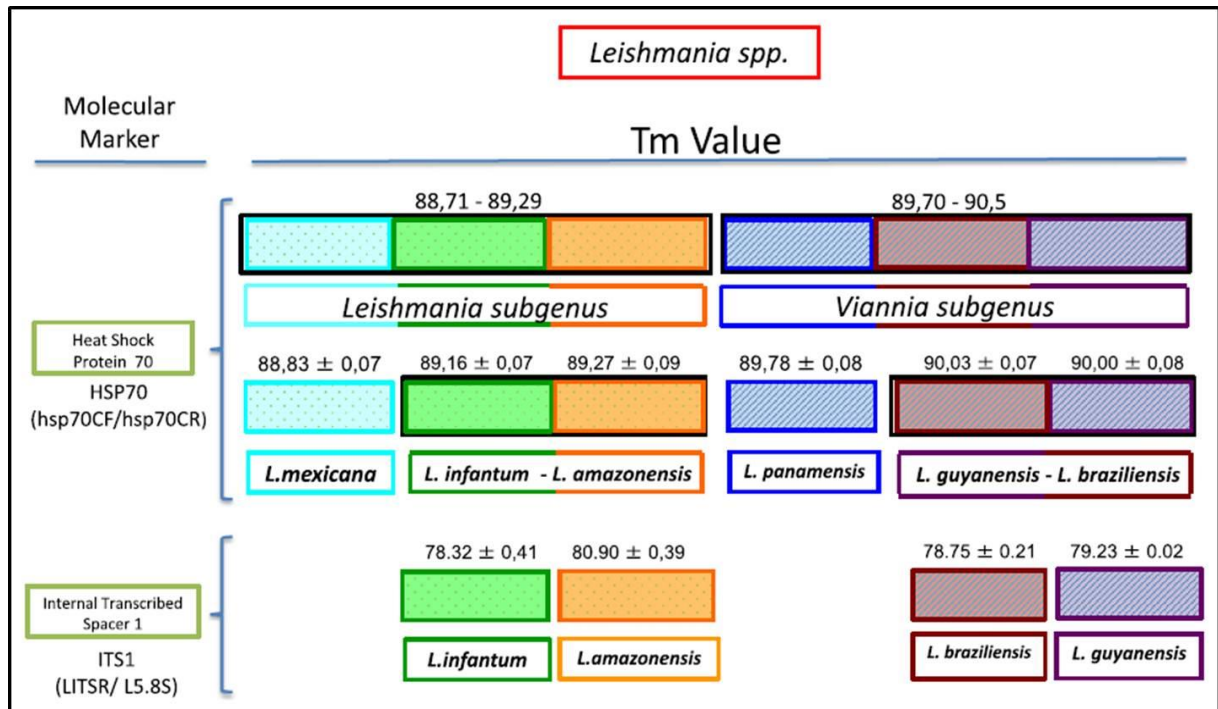 Leishmania spp.
Molecular
Marker
Tm Value
88,71 - 89,29
89,70 - 90,5
Leishmania subgenus
Viannia subgenus
Heat Shock
Protein 70
HSP70
(hsp70CF/hsp70CR)
88,83 ± 0,07
89,16 ± 0,07
89,27 ± 0,09
89,78 ± 0,08
90,03 ± 0,07
90,00 ± 0,08
L.mexicana
L. infantum - L. amazonensis
L. panamensis
L. guyanensis - L. braziliensis
Internal Transcribed
Spacer 1
ITS1
(LITSR/ L5.8S)
78.32 ± 0,41
80.90 ± 0,39
78.75 ± 0.21
79.23 ± 0.02
L.infantum
L.amazonensis
L. braziliensis
L. guyanensis